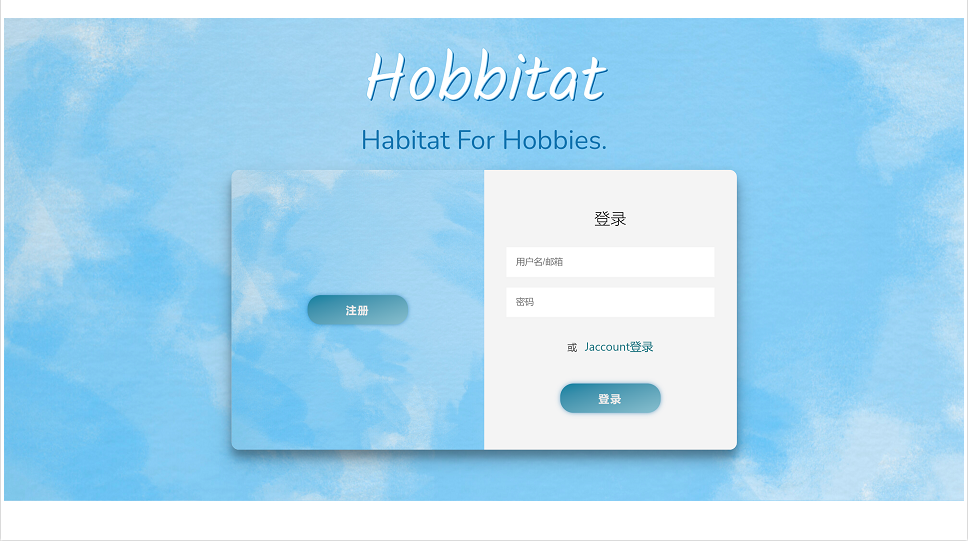 Hobbitat
Habitat For Hobbies.
注册
登录
用户名/邮箱
密码
或 Jaccount登录
登录